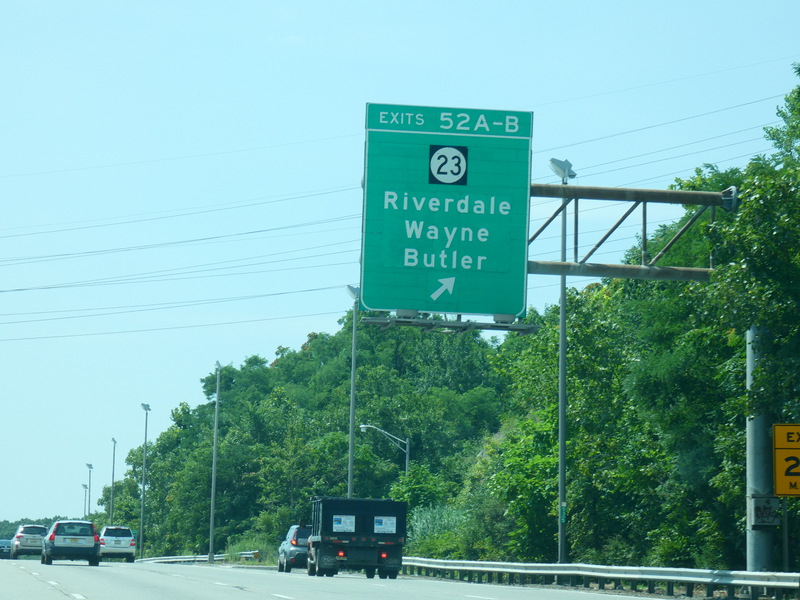 EXITS 52A-B
23
Riverdale
Wayne
Butler